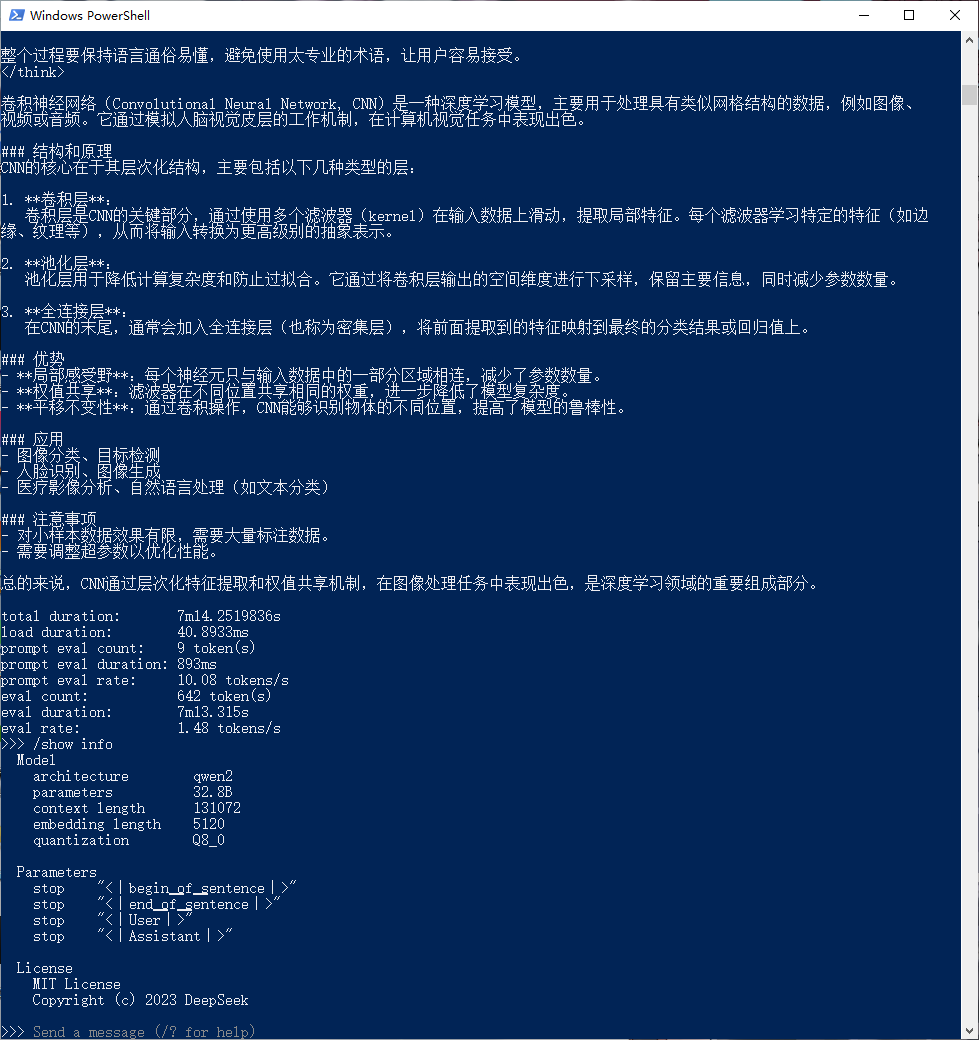 Windows PowerShell
整个过程要保持语言通俗易懂，避免使用太专业的术语，让用户容易接受。
</think>
卷积神经网络（Convolutional Neural Network, CNN）是一种深度学习模型，主要用于处理具有类似网格结构的数据，例如图像、
视频或音频。它通过模拟人脑视觉皮层的工作机制，在计算机视觉任务中表现出色。
### 结构和原理
CNN的核心在于其层次化结构，主要包括以下几种类型的层：
1. **卷积层**：
卷积层是CNN的关键部分，通过使用多个滤波器（kernel）在输入数据上滑动，提取局部特征。每个滤波器学习特定的特征（如边
缘、纹理等），从而将输入转换为更高级别的抽象表示。
2. **池化层**：
池化层用于降低计算复杂度和防止过拟合。它通过将卷积层输出的空间维度进行下采样，保留主要信息，同时减少参数数量。
3. **全连接层**：
在CNN的末尾，通常会加入全连接层（也称为密集层），将前面提取到的特征映射到最终的分类结果或回归值上。
### 优势
- **局部感受野**：每个神经元只与输入数据中的一部分区域相连，减少了参数数量。
- **权值共享**：滤波器在不同位置共享相同的权重，进一步降低了模型复杂度。
- **平移不变性**：通过卷积操作，CNN能够识别物体的不同位置，提高了模型的鲁棒性。
### 应用
- 图像分类、目标检测
- 人脸识别、图像生成
- 医疗影像分析、自然语言处理（如文本分类）
### 注意事项
- 对小样本数据效果有限，需要大量标注数据。
- 需要调整超参数以优化性能。
总的来说，CNN通过层次化特征提取和权值共享机制，在图像处理任务中表现出色，是深度学习领域的重要组成部分。
total duration: 7m14.2519836s
load duration: 40.8933ms
prompt eval count: 9 token(s)
prompt eval duration: 893ms
prompt eval rate: 10.08 tokens/s
eval count: 642 token(s)
eval duration: 7m13.315s
eval rate: 1.48 tokens/s
>>> /show info
Model
architecture qwen2
parameters 32.8B
context length 131072
embedding length 5120
quantization Q8_0
Parameters
stop "<｜begin▁of▁sentence｜>"
stop "<｜end▁of▁sentence｜>"
stop "<｜User｜>"
stop "<｜Assistant｜>"
License
MIT License
Copyright (c) 2023 DeepSeek
>>> Send a message (/? for help)